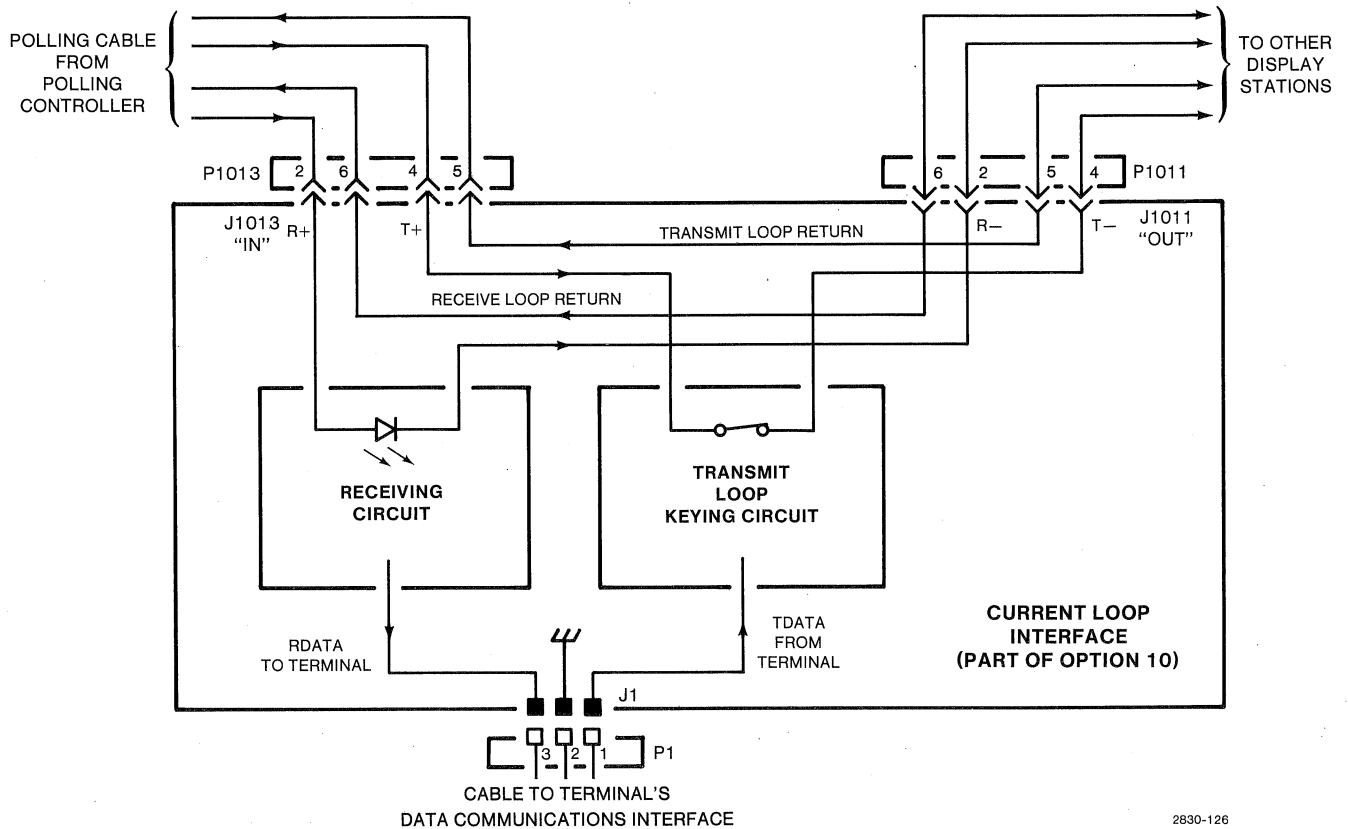 POLLING CABLE
FROM
POLLING
CONTROLLER
TO OTHER
DISPLAY
STATIONS
P1013
2
6
4
5
6
2
5
4
P1011
J1013
"IN"
R+
T+
TRANSMIT LOOP RETURN
R−
T−
J1011
"OUT"
RECEIVE LOOP RETURN
RECEIVING
CIRCUIT
TRANSMIT
LOOP
KEYING CIRCUIT
RDATA
TO TERMINAL
TDATA
FROM
TERMINAL
CURRENT LOOP
INTERFACE
(PART OF OPTION 10)
J1
3
2
1
P1
CABLE TO TERMINAL'S
DATA COMMUNICATIONS INTERFACE
2830-126